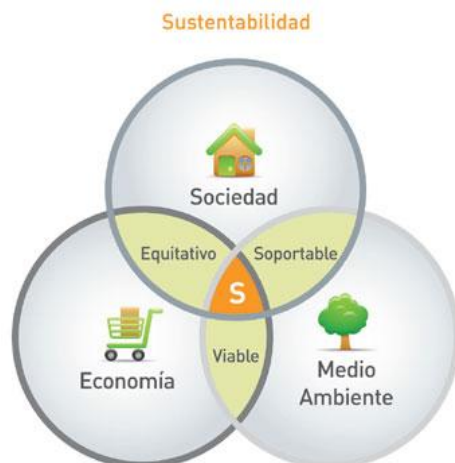 Sustentabilidad
Sociedad
Equitativo
Soportable
S
Viable
Economía
Medio
Ambiente